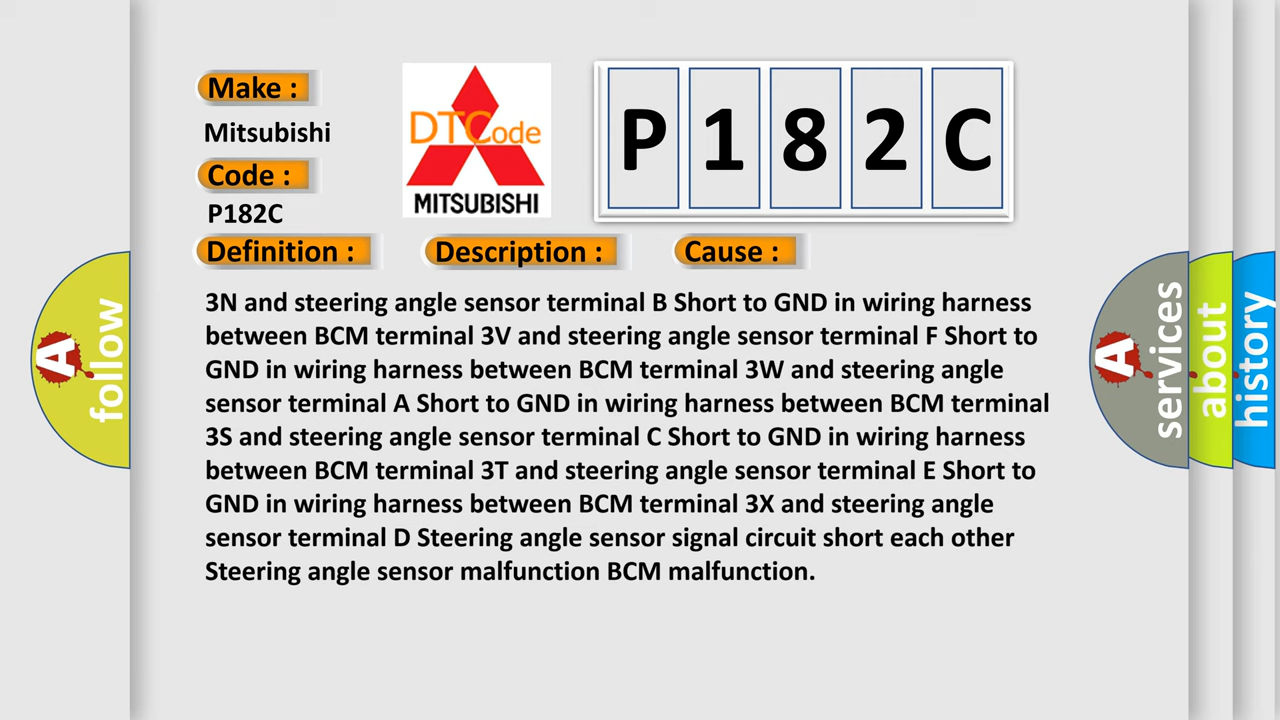 Make :
Mitsubishi
Code :
P182C
DTCode
MITSUBISHI
P182C
Definition :
Description :
Cause :
3N and steering angle sensor terminal B Short to GND in wiring harness
between BCM terminal 3V and steering angle sensor terminal F Short to
GND in wiring harness between BCM terminal 3W and steering angle
sensor terminal A Short to GND in wiring harness between BCM terminal
3S and steering angle sensor terminal C Short to GND in wiring harness
between BCM terminal 3T and steering angle sensor terminal E Short to
GND in wiring harness between BCM terminal 3X and steering angle
sensor terminal D Steering angle sensor signal circuit short each other
Steering angle sensor malfunction BCM malfunction.
A
follow
A
services
about
history